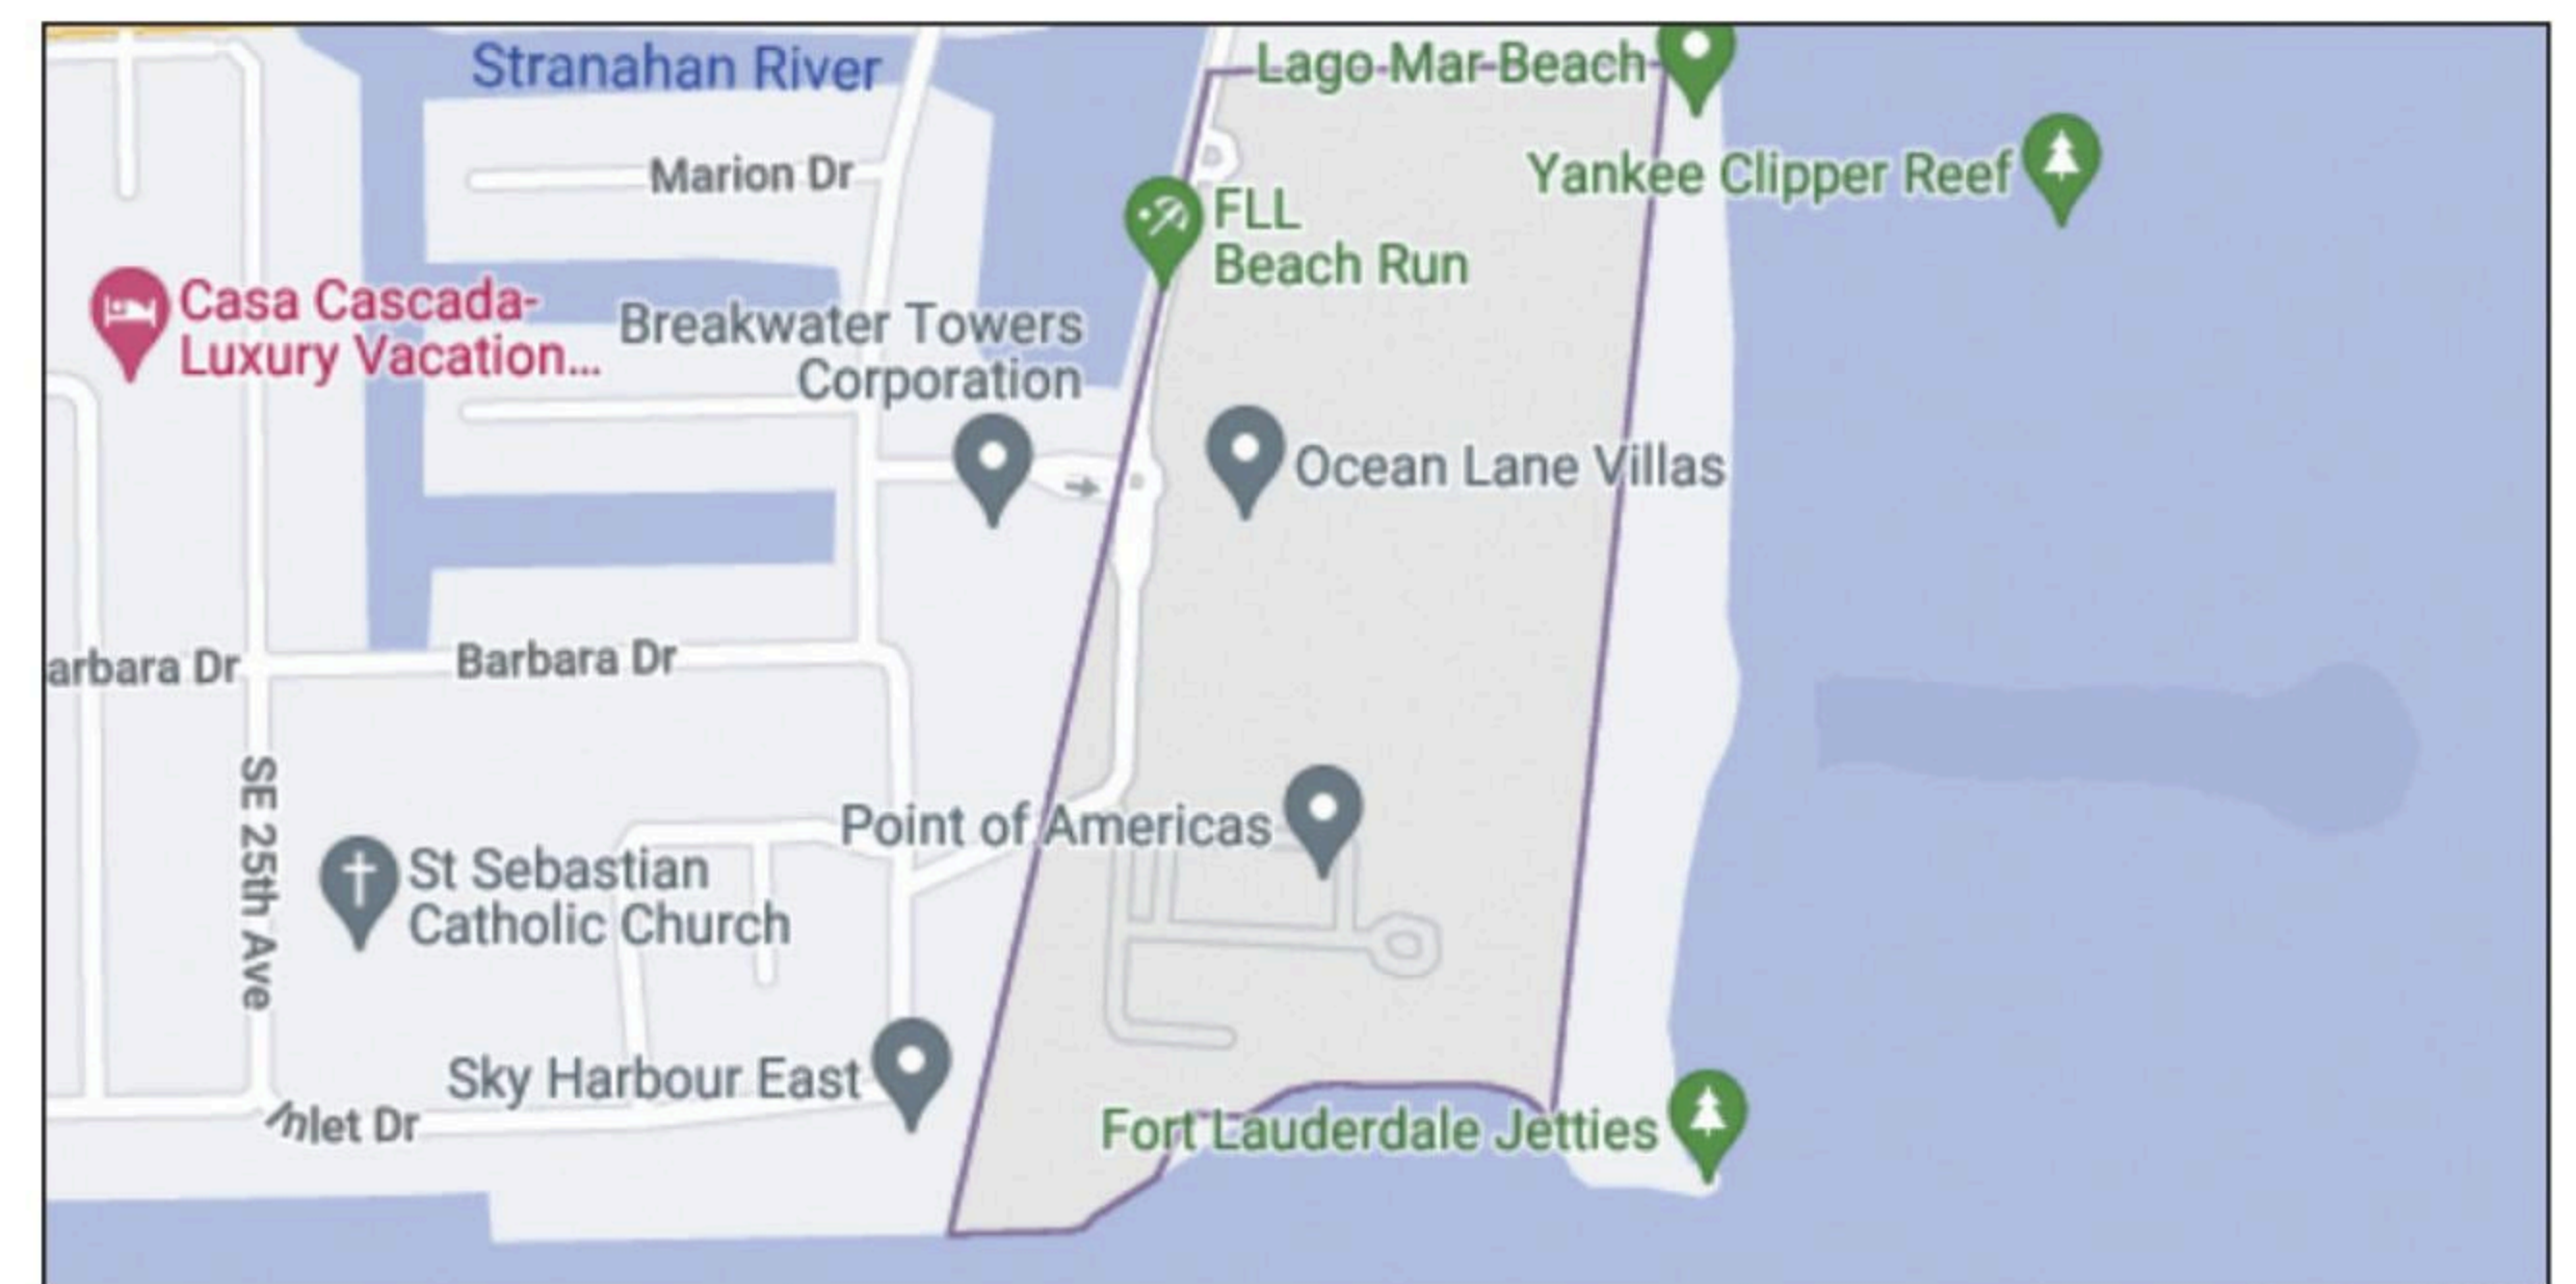 Stranahan River
Lago Mar Beach
Marion Dr
Yankee Clipper Reef
FLL
Beach Run
Casa Cascada-
Luxury Vacation...
Breakwater Towers
Corporation
Ocean Lane Villas
arbara Dr
Barbara Dr
SE 25th Ave
Point of Americas
St Sebastian
Catholic Church
Sky Harbour East
Inlet Dr
Fort Lauderdale Jetties